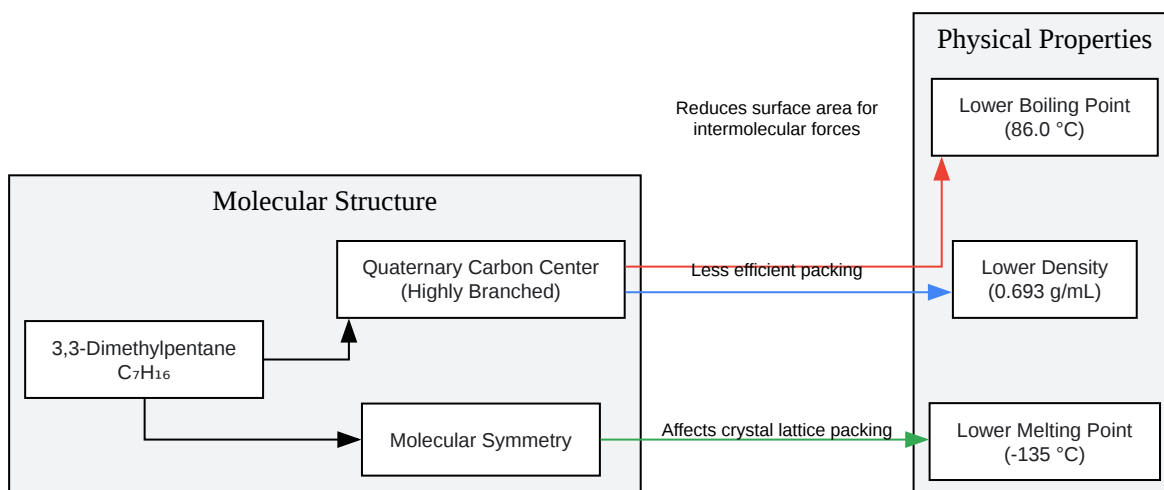 Physical Properties
Lower Boiling Point
(86.0 °C)
Reduces surface area for
intermolecular forces
Molecular Structure
Quaternary Carbon Center
(Highly Branched)
Less efficient packing
Lower Density
(0.693 g/mL)
3,3-Dimethylpentane
C₇H₁₆
Molecular Symmetry
Affects crystal lattice packing
Lower Melting Point
(-135 °C)